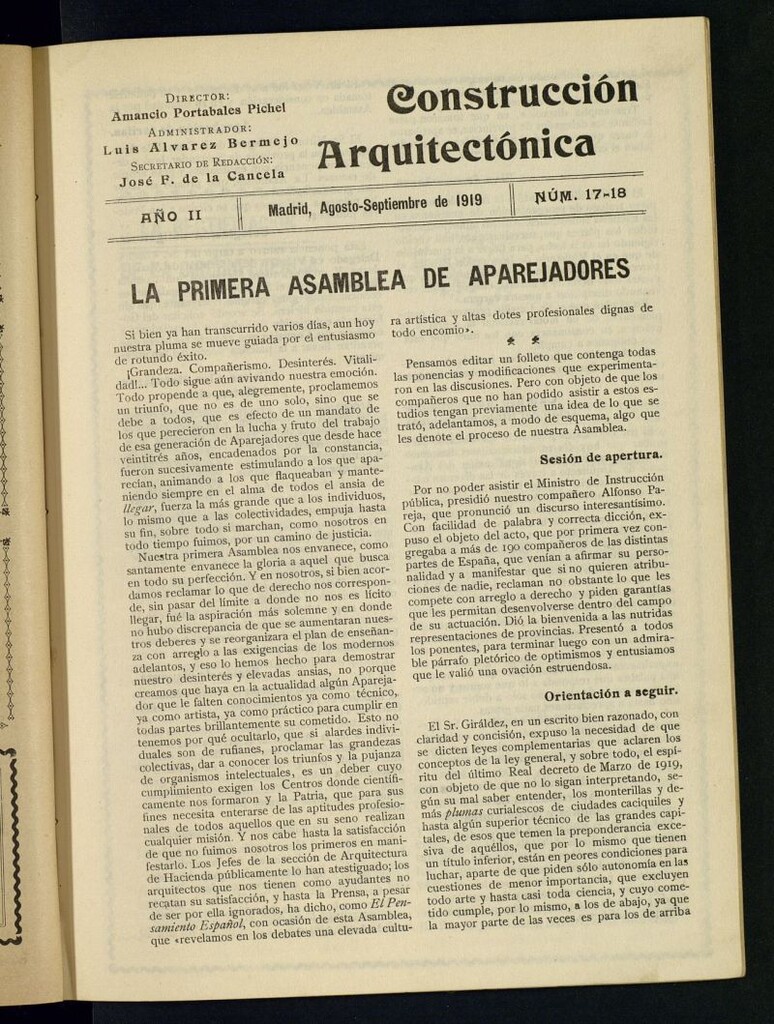 DIRECTOR:
Amancio Portabales Pichel
ADMINISTRADOR:
Luis Alvarez Bermejo
SECRETARIO DE REDACCIÓN:
José F. de la Cancela
Construcción
Arquitectónica
AÑO II
Madrid, Agosto-Septiembre de 1919
NÚM. 17-18
LA PRIMERA ASAMBLEA DE APAREJADORES
Si bien ya han transcurrido varios días, aun hoy
nuestra pluma se mueve guiada por el entusiasmo
de rotundo éxito.
¡Grandeza. Compañerismo. Desinterés. Vitali-
dad!... Todo sigue aún avivando nuestra emoción.
Todo propende a que, alegremente, proclamemos
un triunfo, que no es de uno solo, sino que se
debe a todos, que es efecto de un mandato de
los que perecieron en la lucha y fruto del trabajo
de esa generación de Aparejadores que desde hace
veintitrés años, encadenados por la constancia,
fueron sucesivamente estimulando a los que apa-
recían, animando a los que flaqueaban y mante-
niendo siempre en el alma de todos el ansia de
llegar, fuerza la más grande que a los individuos,
lo mismo que a las colectividades, empuja hasta
su fin, sobre todo si marchan, como nosotros en
todo tiempo fuimos, por un camino de justicia.
Nuestra primera Asamblea nos envanece, como
santamente envanece la gloria a aquel que busca
en todo su perfección. Y en nosotros, si bien acor-
damos reclamar lo que de derecho nos correspon-
de, sin pasar del límite a donde no nos es lícito
llegar, fué la aspiración más solemne y en donde
no hubo discrepancia de que se aumentaran nues-
tros deberes y se reorganizara el plan de enseñan-
za con arreglo a las exigencias de los modernos
adelantos, y eso lo hemos hecho para demostrar
nuestro desinterés y elevadas ansias, no porque
creamos que haya en la actualidad algún Apareja-
dor que le falten conocimientos ya como técnico,
ya como artista, ya como práctico para cumplir en
todas partes brillantemente su cometido. Esto no
tenemos por qué ocultarlo, que si alardes indivi-
duales son de rufianes, proclamar las grandezas
colectivas, dar a conocer los triunfos y la pujanza
de organismos intelectuales, es un deber cuyo
cumplimiento exigen los Centros donde científi-
camente nos formaron y la Patria, que para sus
fines necesita enterarse de las aptitudes profesio-
nales de todos aquellos que en su seno realizan
cualquier misión. Y nos cabe hasta la satisfacción
de que no fuimos nosotros los primeros en mani-
festarlo. Los Jefes de la sección de Arquitectura
de Hacienda públicamente lo han atestiguado; los
arquitectos que nos tienen como ayudantes no
recatan su satisfacción, y hasta la Prensa, a pesar
de ser por ella ignorados, ha dicho, como El Pen-
samiento Español, con ocasión de esta Asamblea,
que «revelamos en los debates una elevada cultu-
ra artística y altas dotes profesionales dignas de
todo encomio».
Pensamos editar un folleto que contenga todas
las ponencias y modificaciones que experimenta-
ron en las discusiones. Pero con objeto de que los
compañeros que no han podido asistir a estos es-
tudios tengan previamente una idea de lo que se
trató, adelantamos, a modo de esquema, algo que
les denote el proceso de nuestra Asamblea.
Sesión de apertura.
Por no poder asistir el Ministro de Instrucción
pública, presidió nuestro compañero Alfonso Pa-
reja, que pronunció un discurso interesantísimo.
Con facilidad de palabra y correcta dicción, ex-
puso el objeto del acto, que por primera vez con-
gregaba a más de 190 compañeros de las distintas
partes de España, que venían a afirmar su perso-
nalidad y a manifestar que si no quieren atribu-
ciones de nadie, reclaman no obstante lo que les
compete con arreglo a derecho y piden garantías
que les permitan desenvolverse dentro del campo
de su actuación. Dió la bienvenida a las nutridas
representaciones de provincias. Presentó a todos
los ponentes, para terminar luego con un admira-
ble párrafo pletórico de optimismos y entusiamos
que le valió una ovación estruendosa.
Orientación a seguir.
El Sr. Giráldez, en un escrito bien razonado, con
claridad y concisión, expuso la necesidad de que
se dicten leyes complementarias que aclaren los
conceptos de la ley general, y sobre todo, el espí-
ritu del último Real decreto de Marzo de 1919,
con objeto de que no lo sigan interpretando, se-
gún su mal saber entender, los monterillas y de-
más plumas curialescos de ciudades caciquiles y
hasta algún superior técnico de las grandes capi-
tales, de esos que temen la preponderancia exce-
siva de aquéllos, que por lo mismo que tienen
un título inferior, están en peores condiciones para
luchar, aparte de que piden sólo autonomía en las
cuestiones de menor importancia, que excluyen
todo arte y hasta casi toda ciencia, y cuyo come-
tido cumple, por lo mismo, a los de abajo, ya que
la mayor parte de las veces es para los de arriba